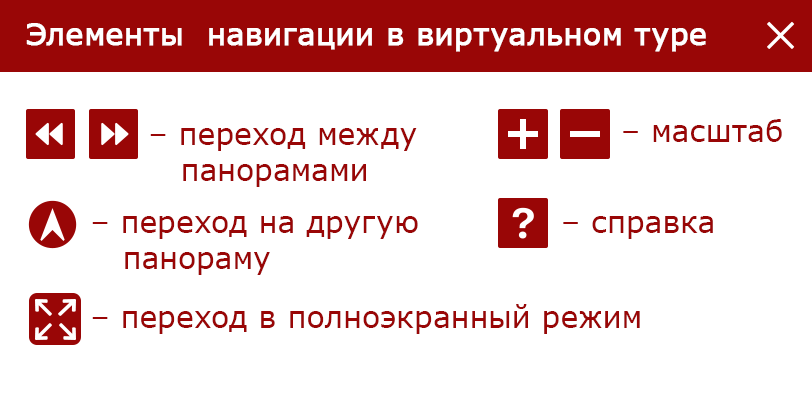 Элементы навигации в виртуальном туре
– переход между
панорамами
+ − – масштаб
– переход на другую
панораму
? – справка
– переход в полноэкранный режим